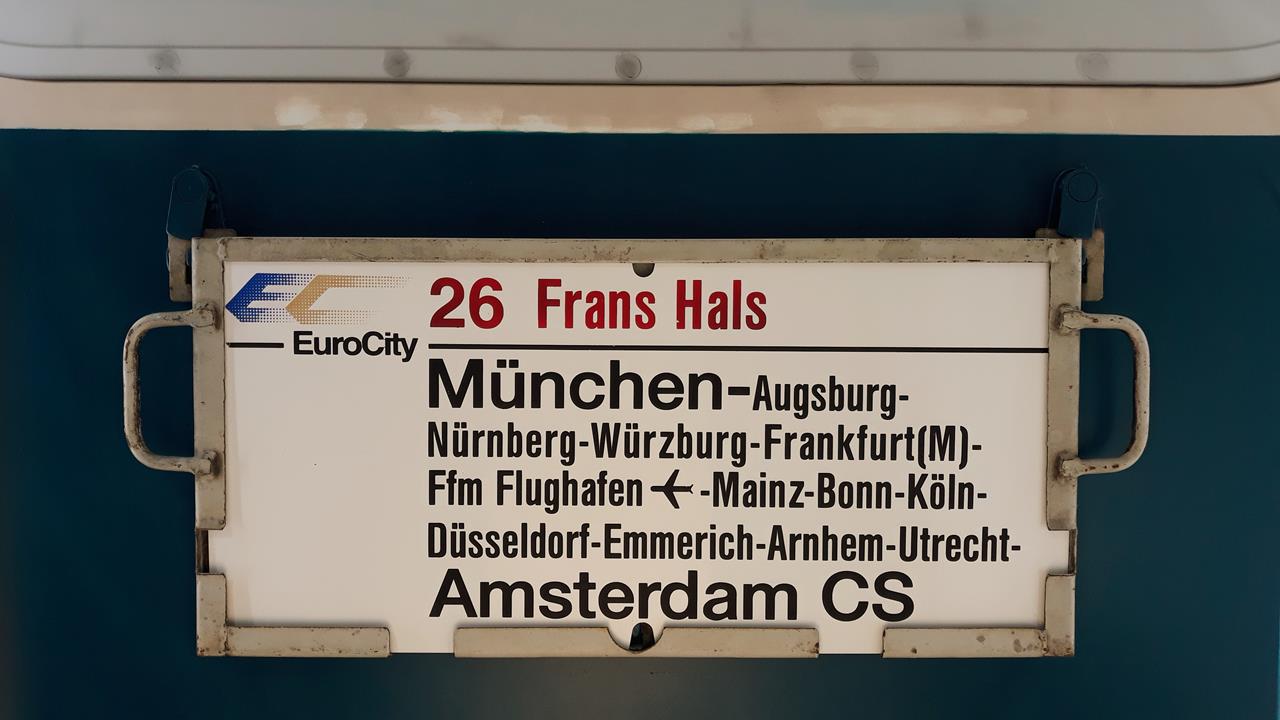 EC 26 Frans Hals
EuroCity
München-Augsburg-
Nürnberg-Würzburg-Frankfurt(M)-
Ffm Flughafen -Mainz-Bonn-Köln-
Düsseldorf-Emmerich-Arnhem-Utrecht-
Amsterdam CS